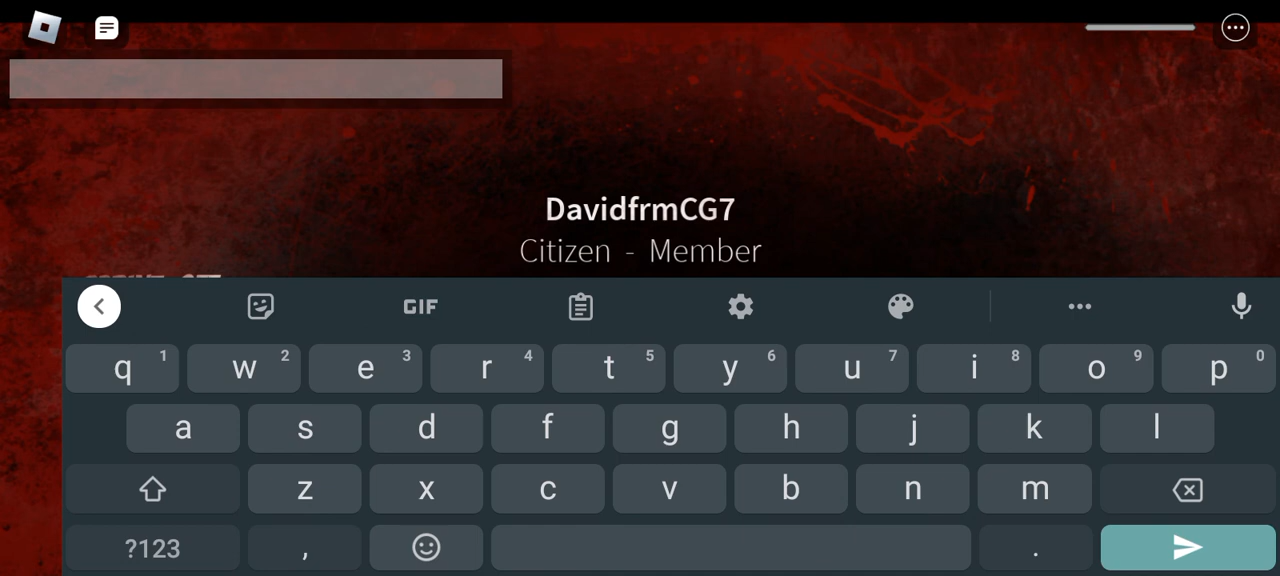 DavidfrmCG7
Citizen - Member
GIF
q 1 w 2 e 3 r 4 t 5 y 6 u 7 i 8 o 9 p 0
a s d f g h j k l
z x c v b n m
?123 , .